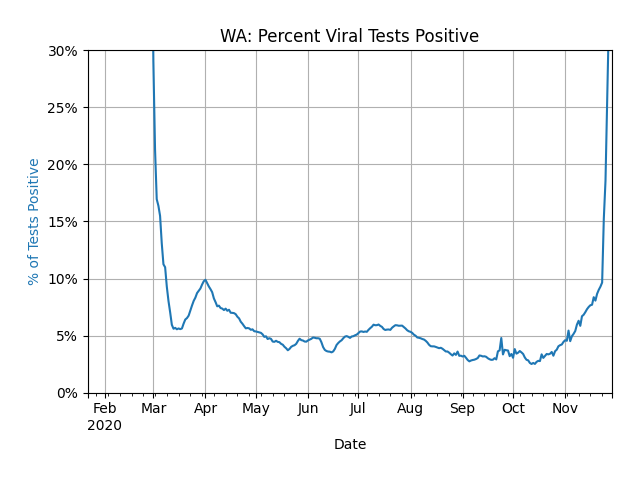 WA: Percent Viral Tests Positive
30%
25%
20%
15%
10%
5%
0%
% of Tests Positive
Feb Mar Apr May Jun Jul Aug Sep Oct Nov
2020
Date